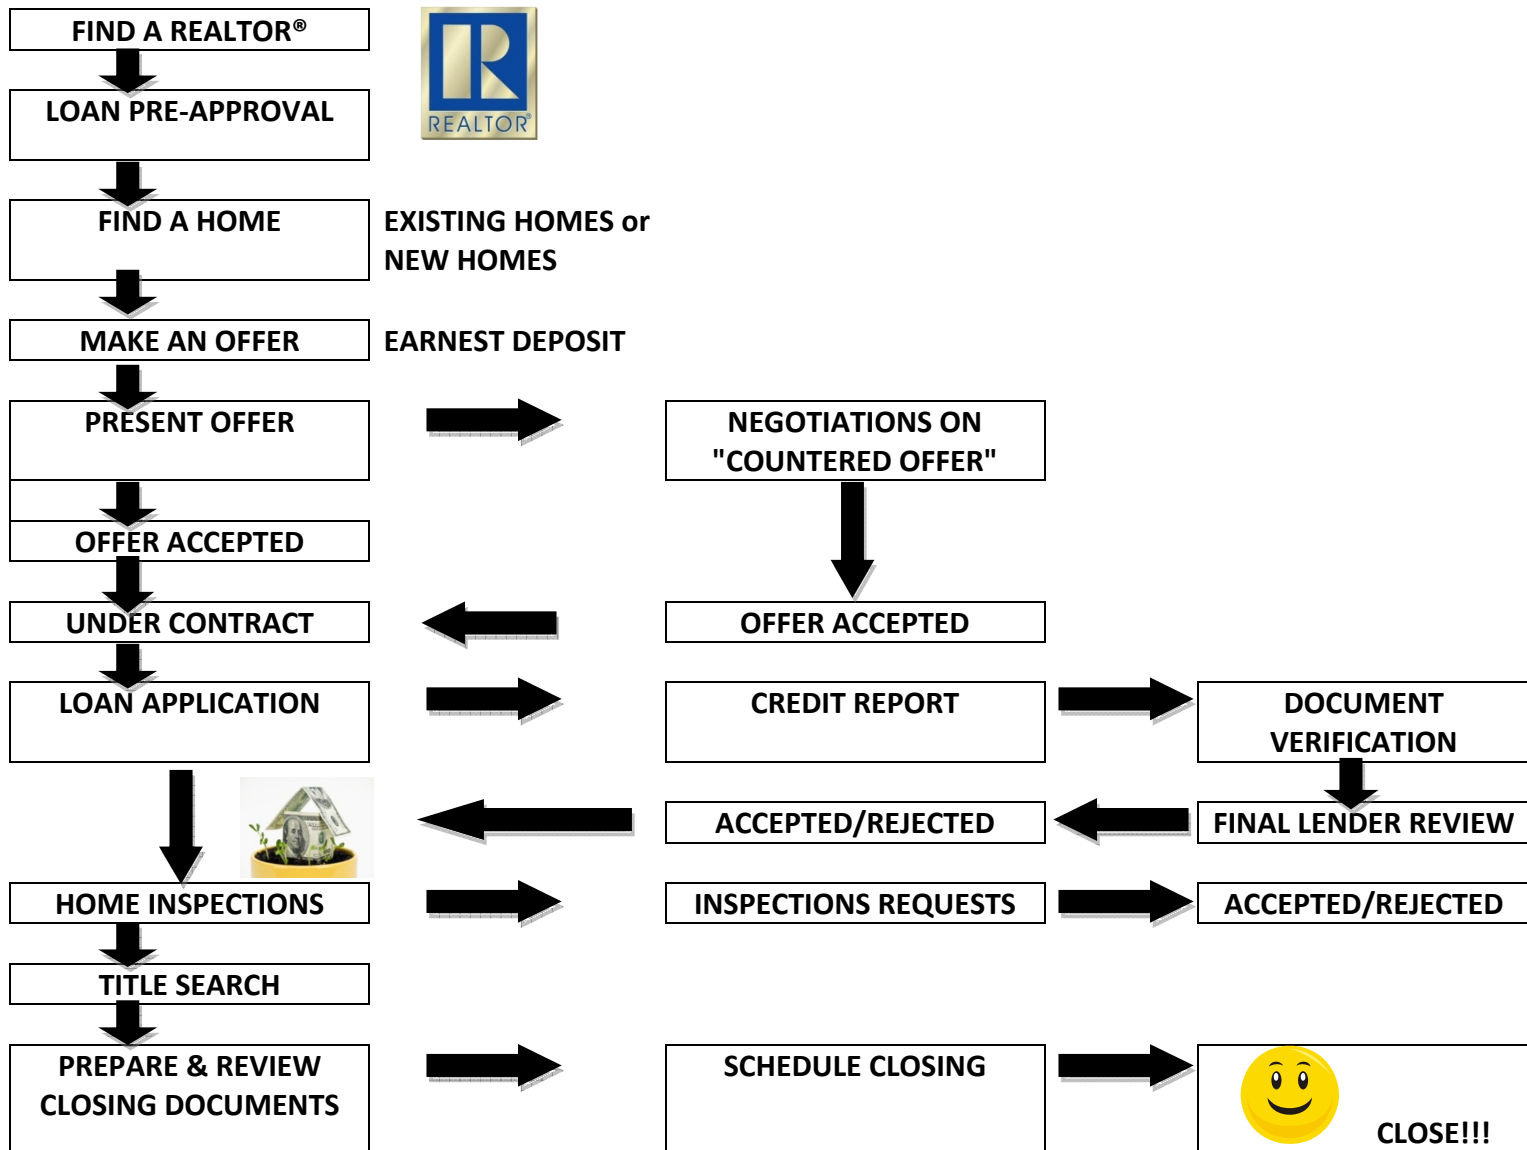 FIND A REALTOR®
REALTOR®
LOAN PRE-APPROVAL
FIND A HOME
EXISTING HOMES or
NEW HOMES
MAKE AN OFFER
EARNEST DEPOSIT
PRESENT OFFER
NEGOTIATIONS ON
"COUNTERED OFFER"
OFFER ACCEPTED
UNDER CONTRACT
OFFER ACCEPTED
LOAN APPLICATION
CREDIT REPORT
DOCUMENT
VERIFICATION
ACCEPTED/REJECTED
FINAL LENDER REVIEW
HOME INSPECTIONS
INSPECTIONS REQUESTS
ACCEPTED/REJECTED
TITLE SEARCH
PREPARE & REVIEW
CLOSING DOCUMENTS
SCHEDULE CLOSING
CLOSE!!!